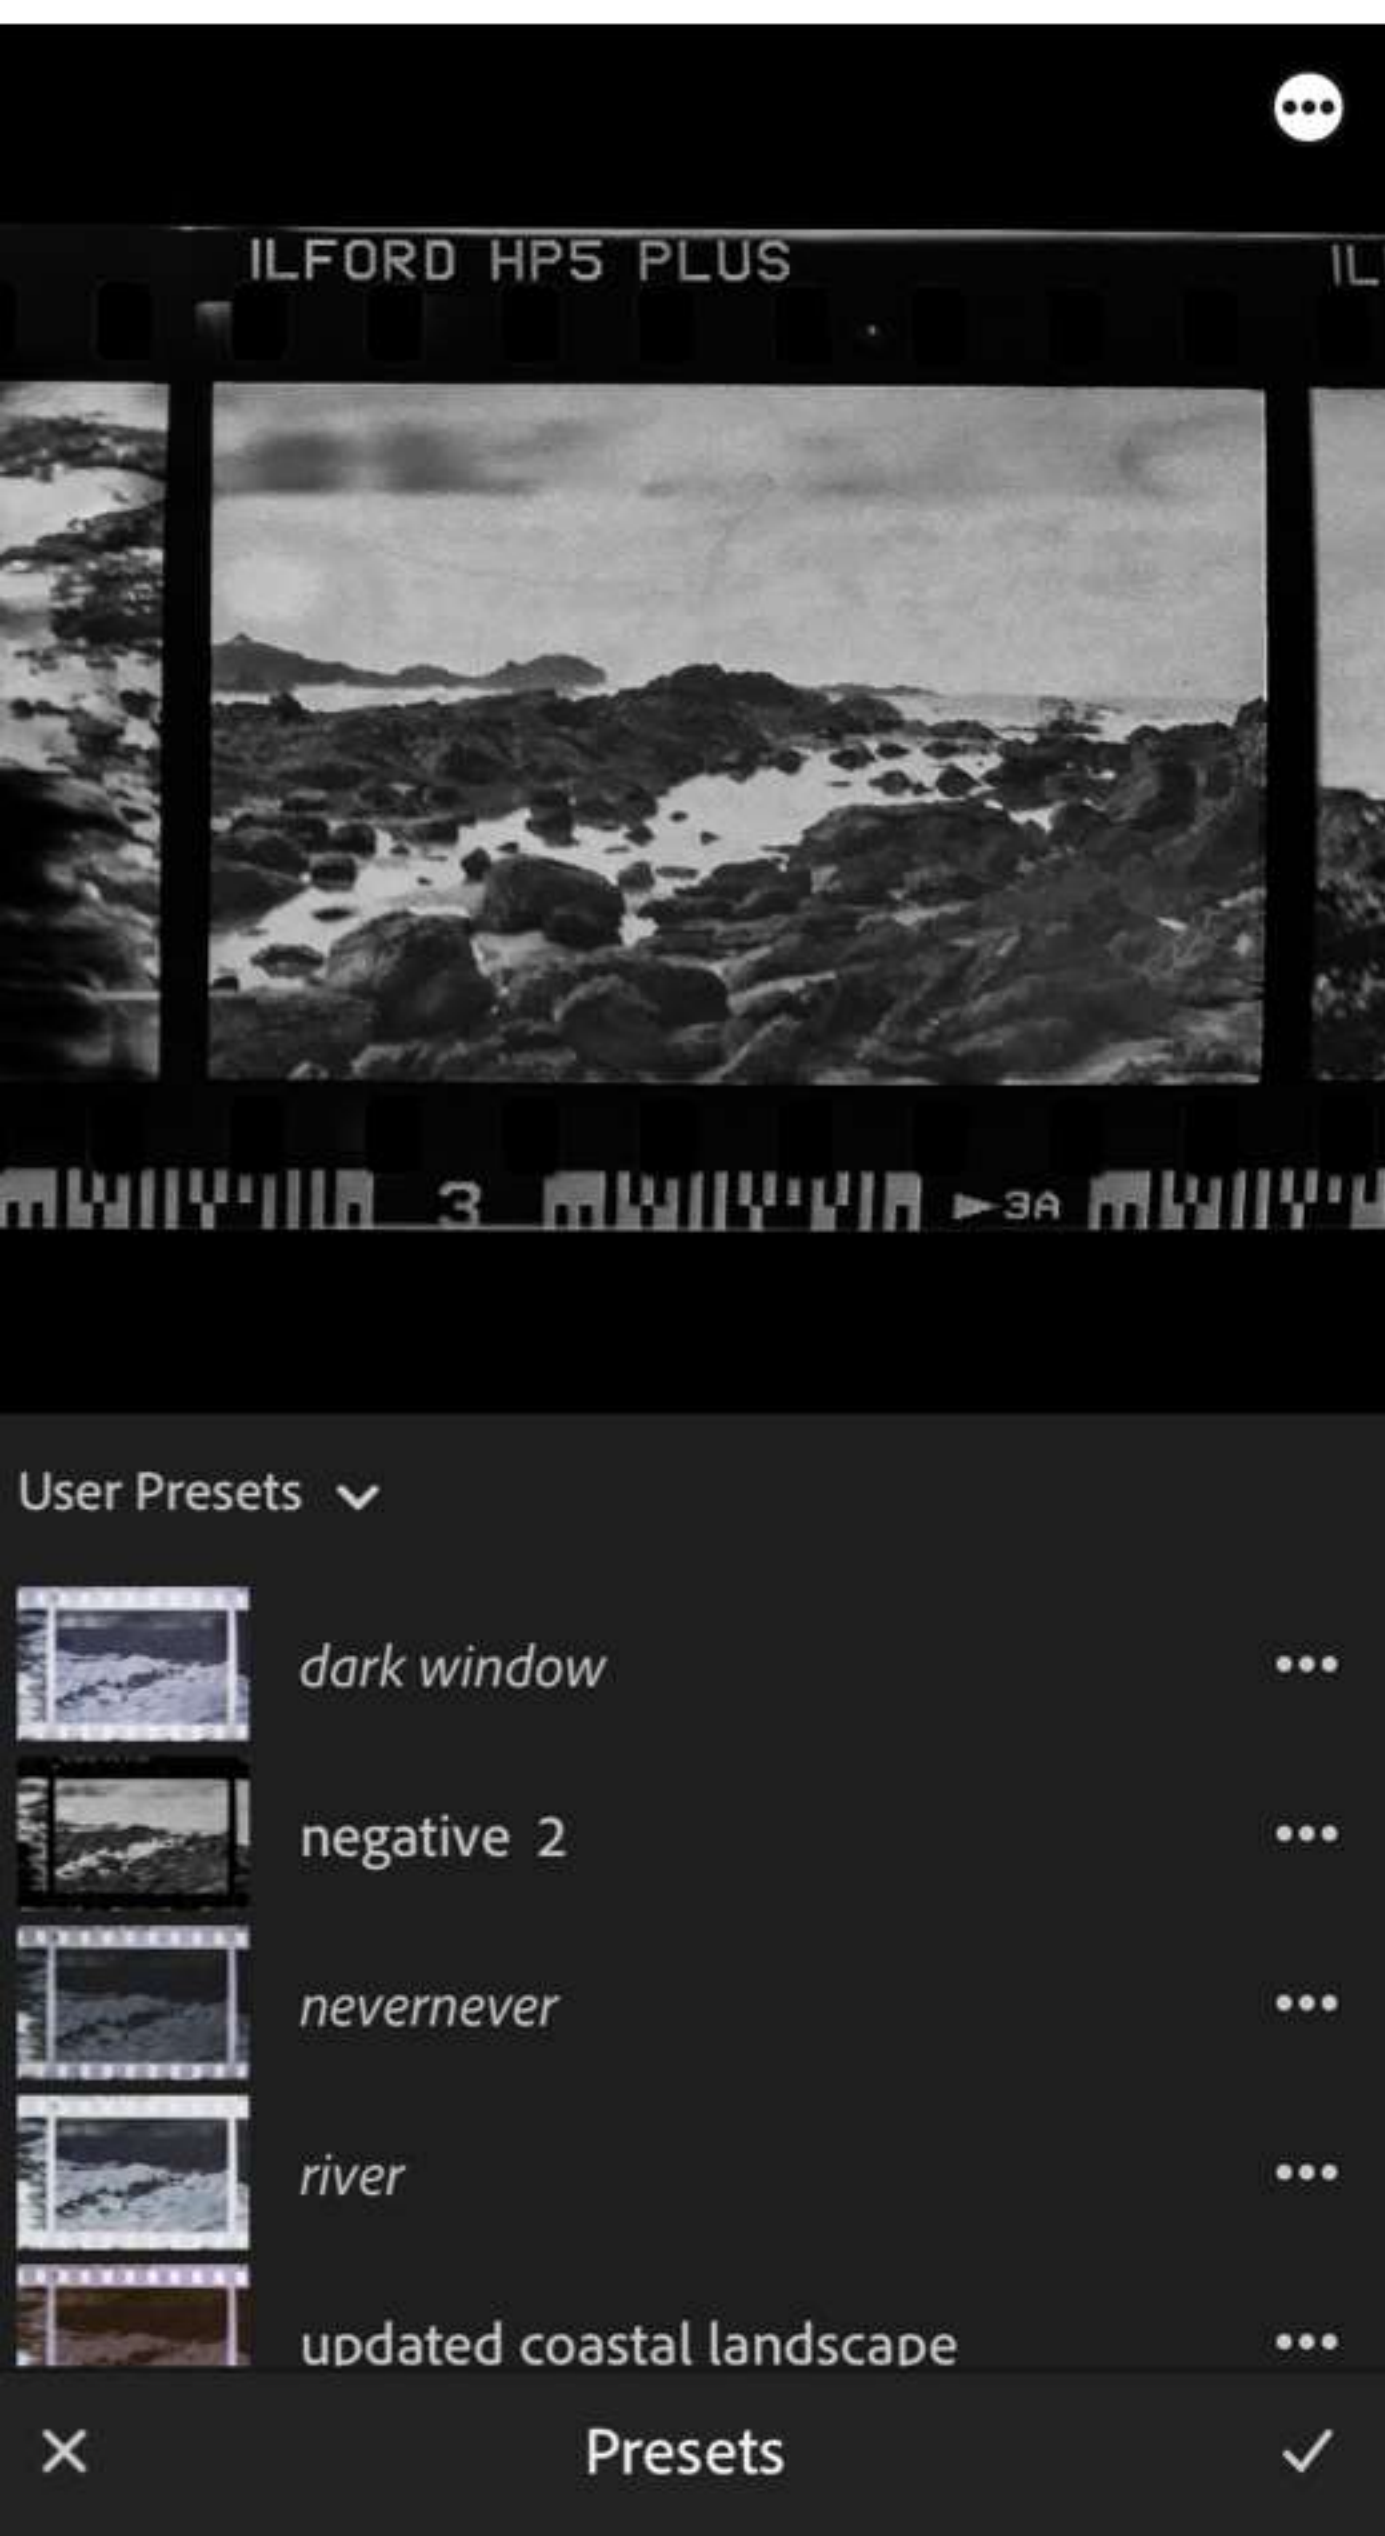 ILFORD HP5 PLUS IL
3 ▶3A
User Presets
dark window
negative 2
nevernever
river
updated coastal landscape
Presets